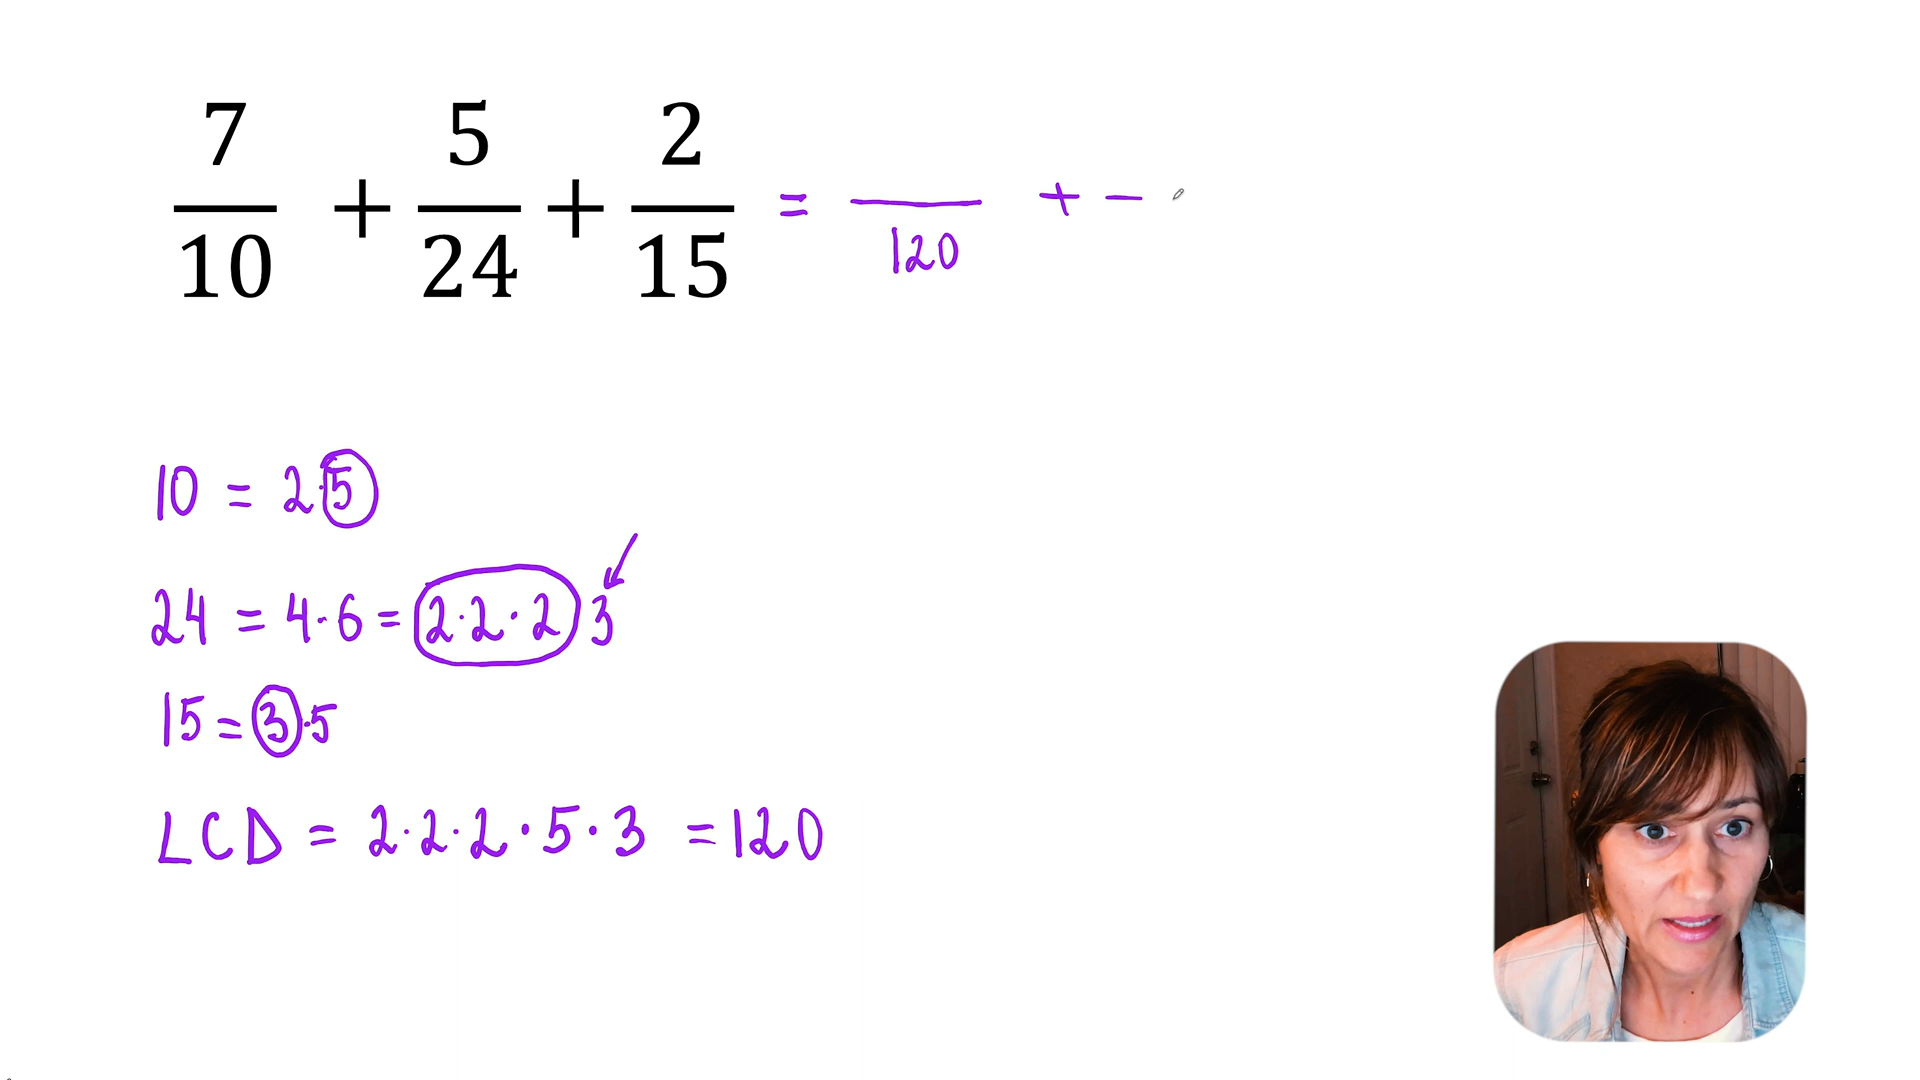 7/10 + 5/24 + 2/15 = /120 + —
10 = 2·5
24 = 4·6 = 2·2·2 3
15 = 3·5
LCD = 2·2·2·5·3 = 120